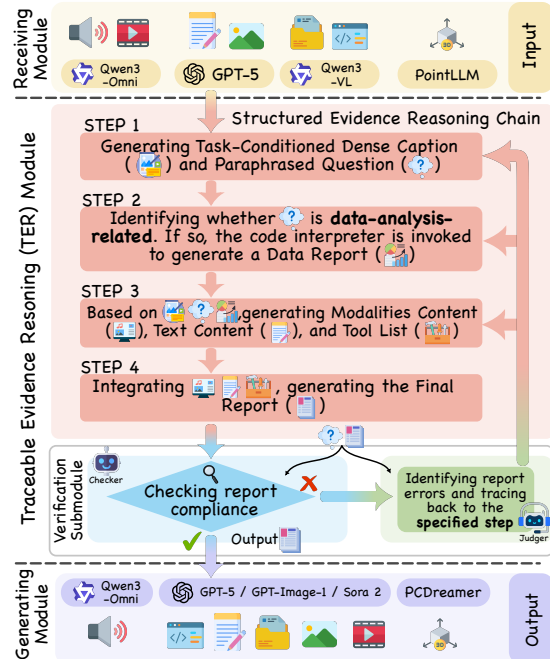 Receiving Module
Qwen3
-Omni
GPT-5
Qwen3
-VL
PointLLM
3D
Input
Traceable Evidence Resoning (TER) Module
Structured Evidence Reasoning Chain
STEP 1
Generating Task-Conditioned Dense Caption
( ) and Paraphrased Question ( ? )
STEP 2
Identifying whether ? is data-analysis-
related. If so, the code interpreter is invoked
to generate a Data Report ( )
STEP 3
Based on ? ,generating Modalities Content
( ), Text Content ( ), and Tool List ( )
STEP 4
Integrating , generating the Final
Report ( )
Verification Submodule
Checker
Checking report
compliance
?
Identifying report
errors and tracing
back to the
specified step
Judger
Output
Generating Module
Qwen3
-Omni
GPT-5 / GPT-Image-1 / Sora 2
PCDreamer
3D
Output